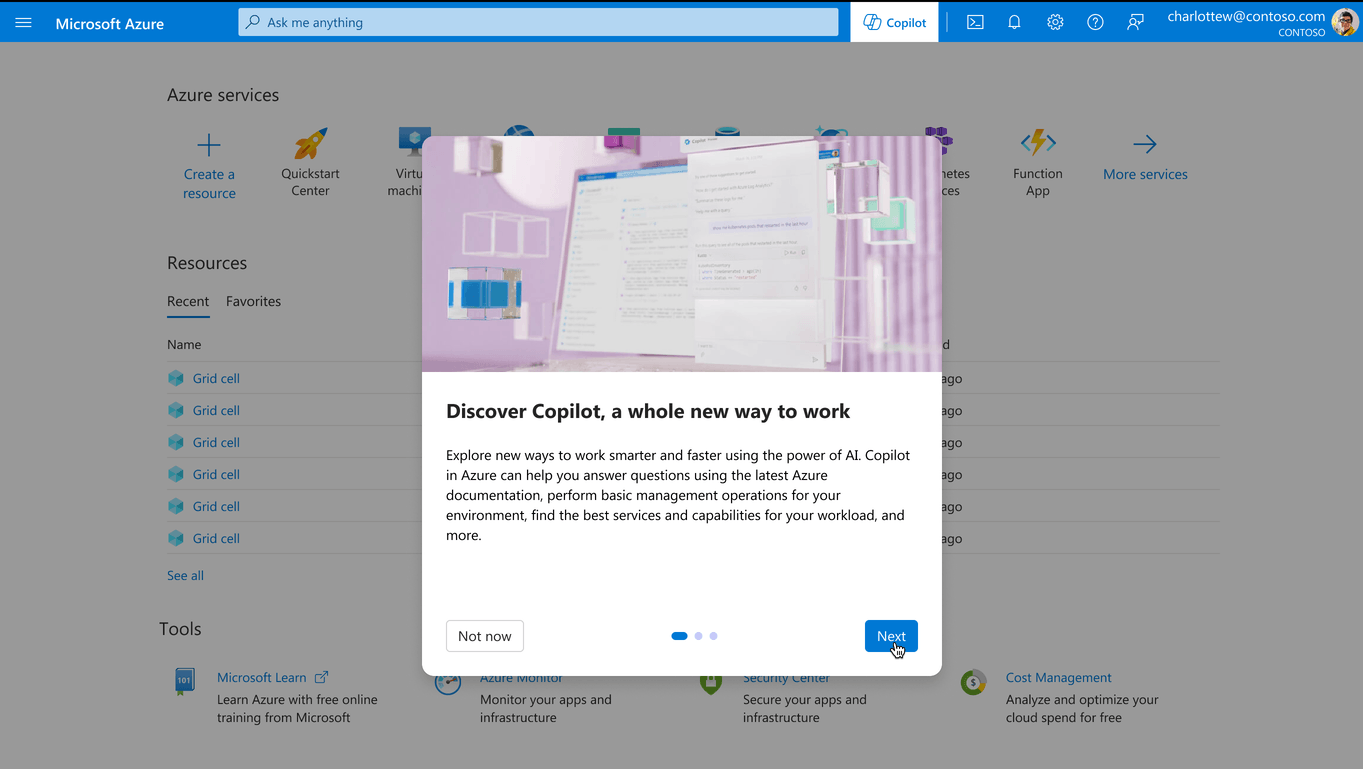 Microsoft Azure
Ask me anything
Copilot
charlottew@contoso.com
CONTOSO
Azure services
Create a
resource
Quickstart
Center
Virtu
machi
netes
ces
Function
App
More services
Resources
Recent
Favorites
Name
d
Grid cell
ago
Grid cell
ago
Grid cell
ago
Grid cell
ago
Grid cell
ago
Grid cell
ago
See all
Discover Copilot, a whole new way to work
Explore new ways to work smarter and faster using the power of AI. Copilot
in Azure can help you answer questions using the latest Azure
documentation, perform basic management operations for your
environment, find the best services and capabilities for your workload, and
more.
Not now
Next
Tools
101
Microsoft Learn
Learn Azure with free online
training from Microsoft
Azure Monitor
Monitor your apps and
infrastructure
Security Center
Secure your apps and
infrastructure
$
Cost Management
Analyze and optimize your
cloud spend for free